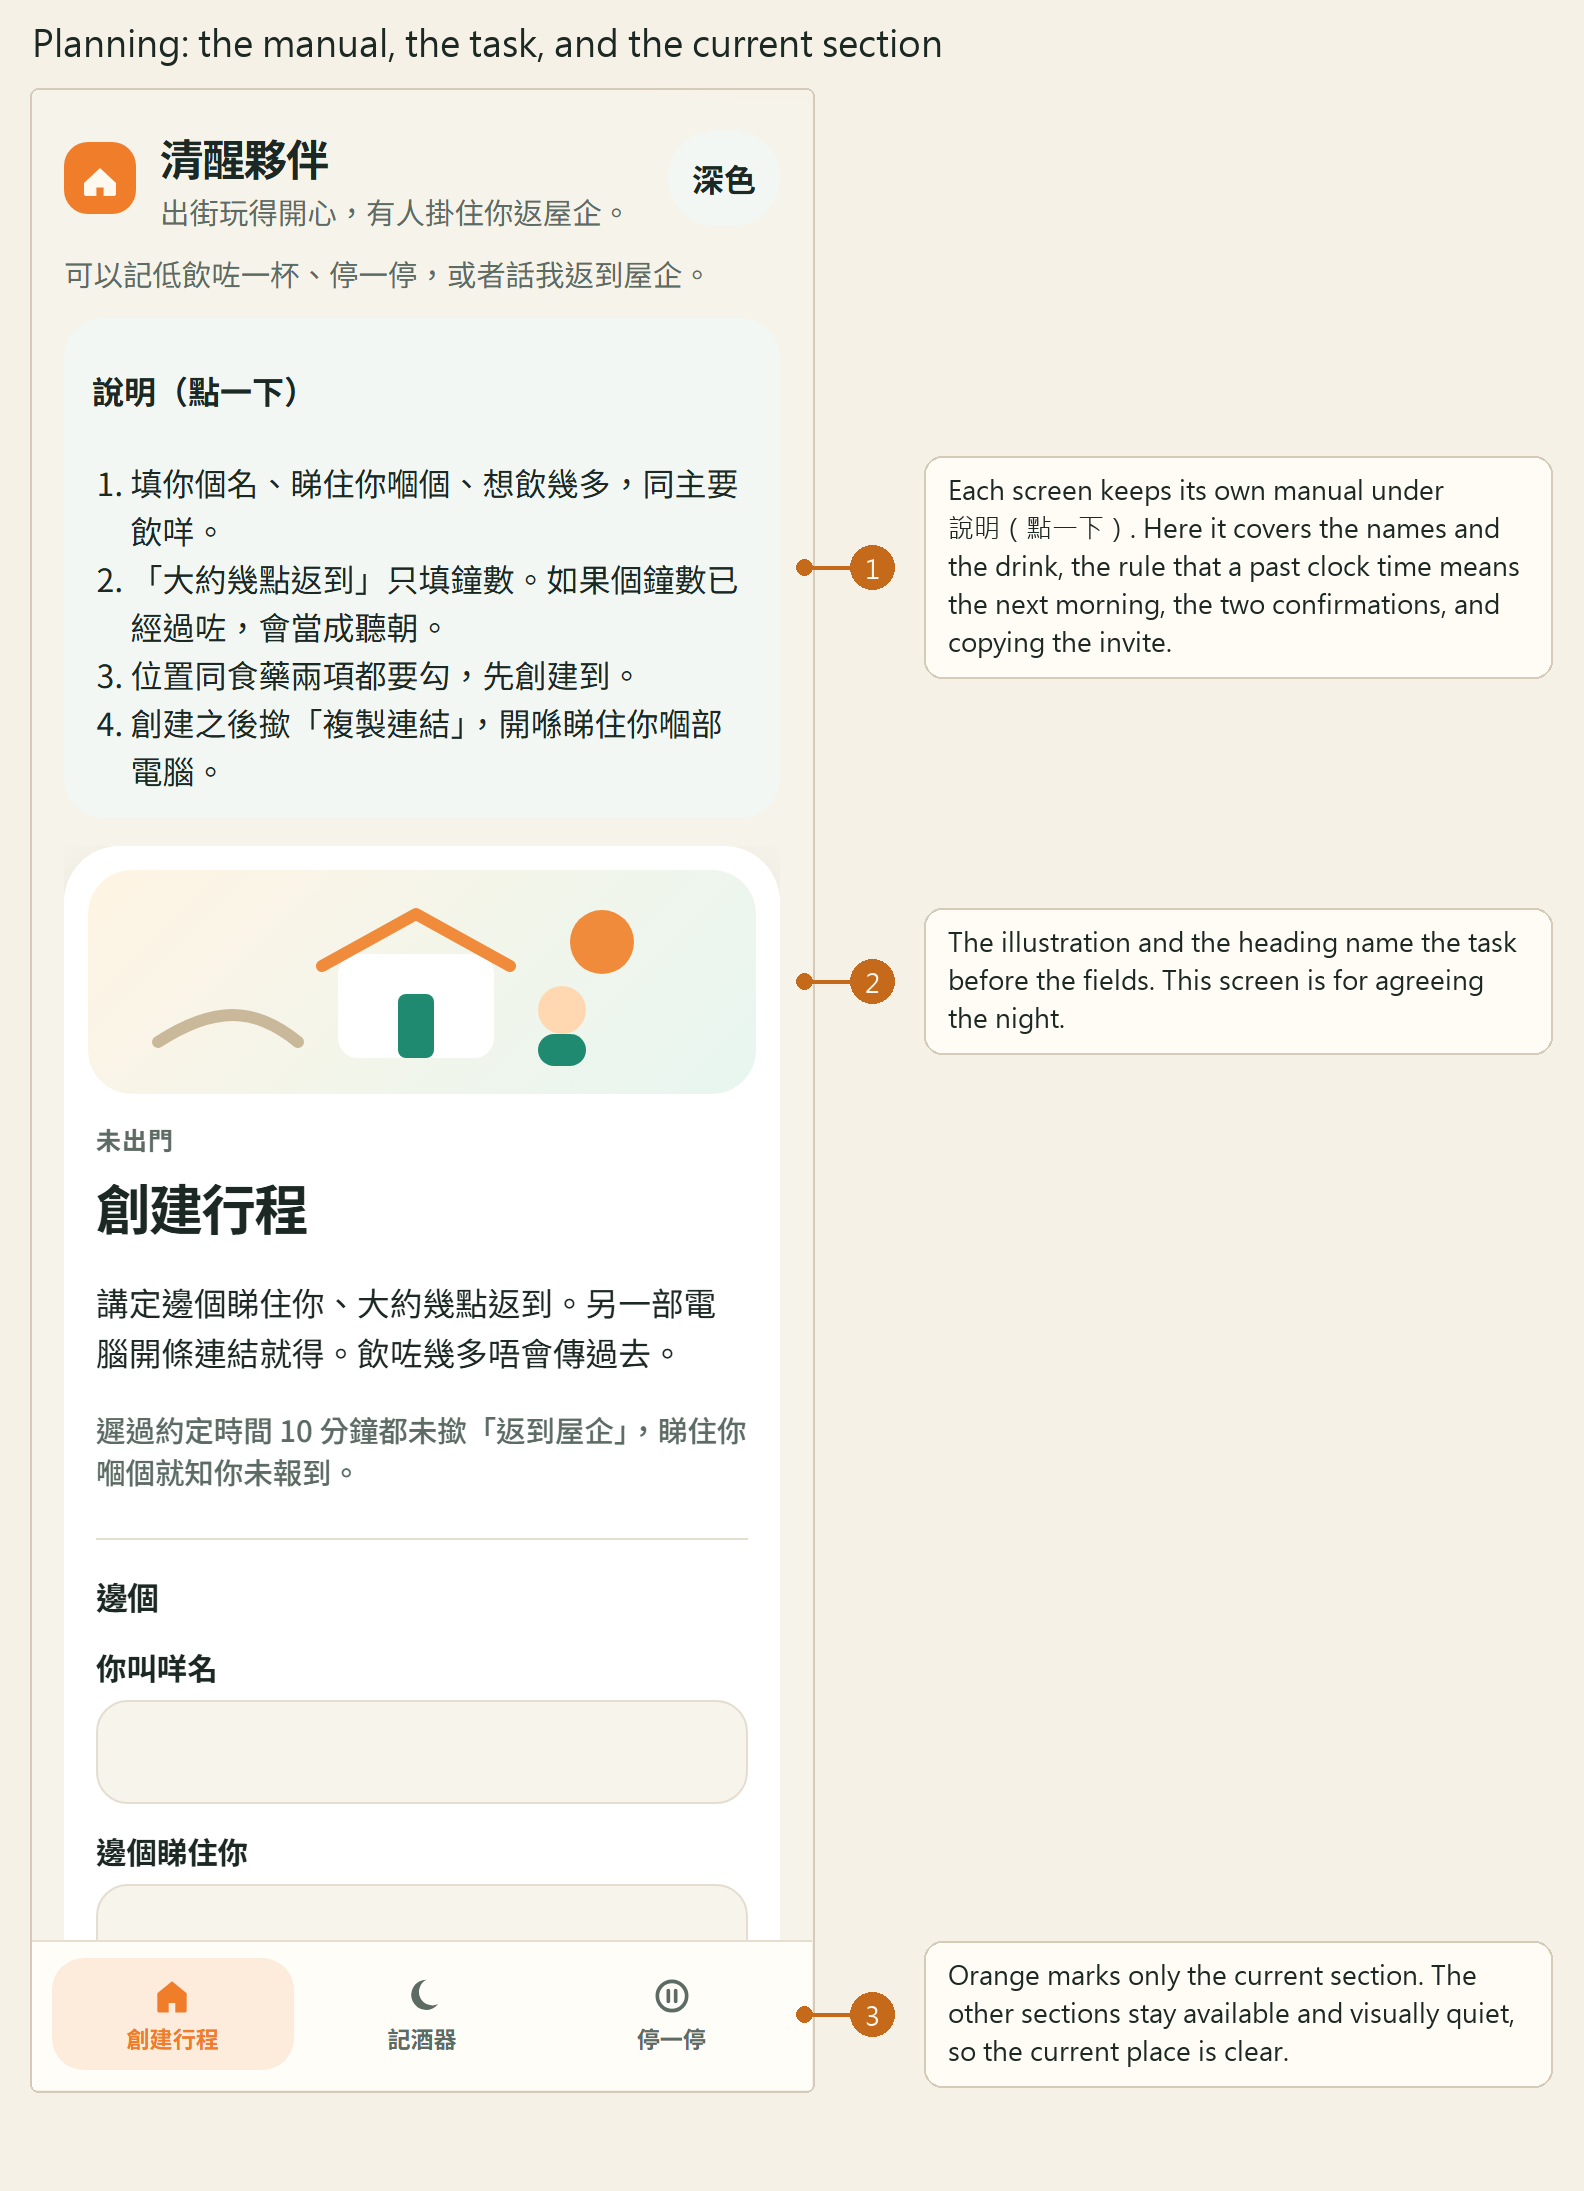 Planning: the manual, the task, and the current section
清醒夥伴
出街玩得開心，有人掛住你返屋企。
深色
可以記低飲咗一杯、停一停，或者話我返到屋企。
說明（點一下）
1. 填你個名、睇住你嗰個、想飲幾多，同主要
飲咩。
2. 「大約幾點返到」只填鐘數。如果個鐘數已
經過咗，會當成聽朝。
3. 位置同食藥兩項都要勾，先創建到。
4. 創建之後撳「複製連結」，開喺睇住你嗰部
電腦。
未出門
創建行程
講定邊個睇住你、大約幾點返到。另一部電
腦開條連結就得。飲咗幾多唔會傳過去。
遲過約定時間 10 分鐘都未撳「返到屋企」，睇住你
嗰個就知你未報到。
邊個
你叫咩名
邊個睇住你
創建行程
記酒器
停一停
1
Each screen keeps its own manual under
說明（點一下）. Here it covers the names and
the drink, the rule that a past clock time means
the next morning, the two confirmations, and
copying the invite.
2
The illustration and the heading name the task
before the fields. This screen is for agreeing
the night.
3
Orange marks only the current section. The
other sections stay available and visually quiet,
so the current place is clear.